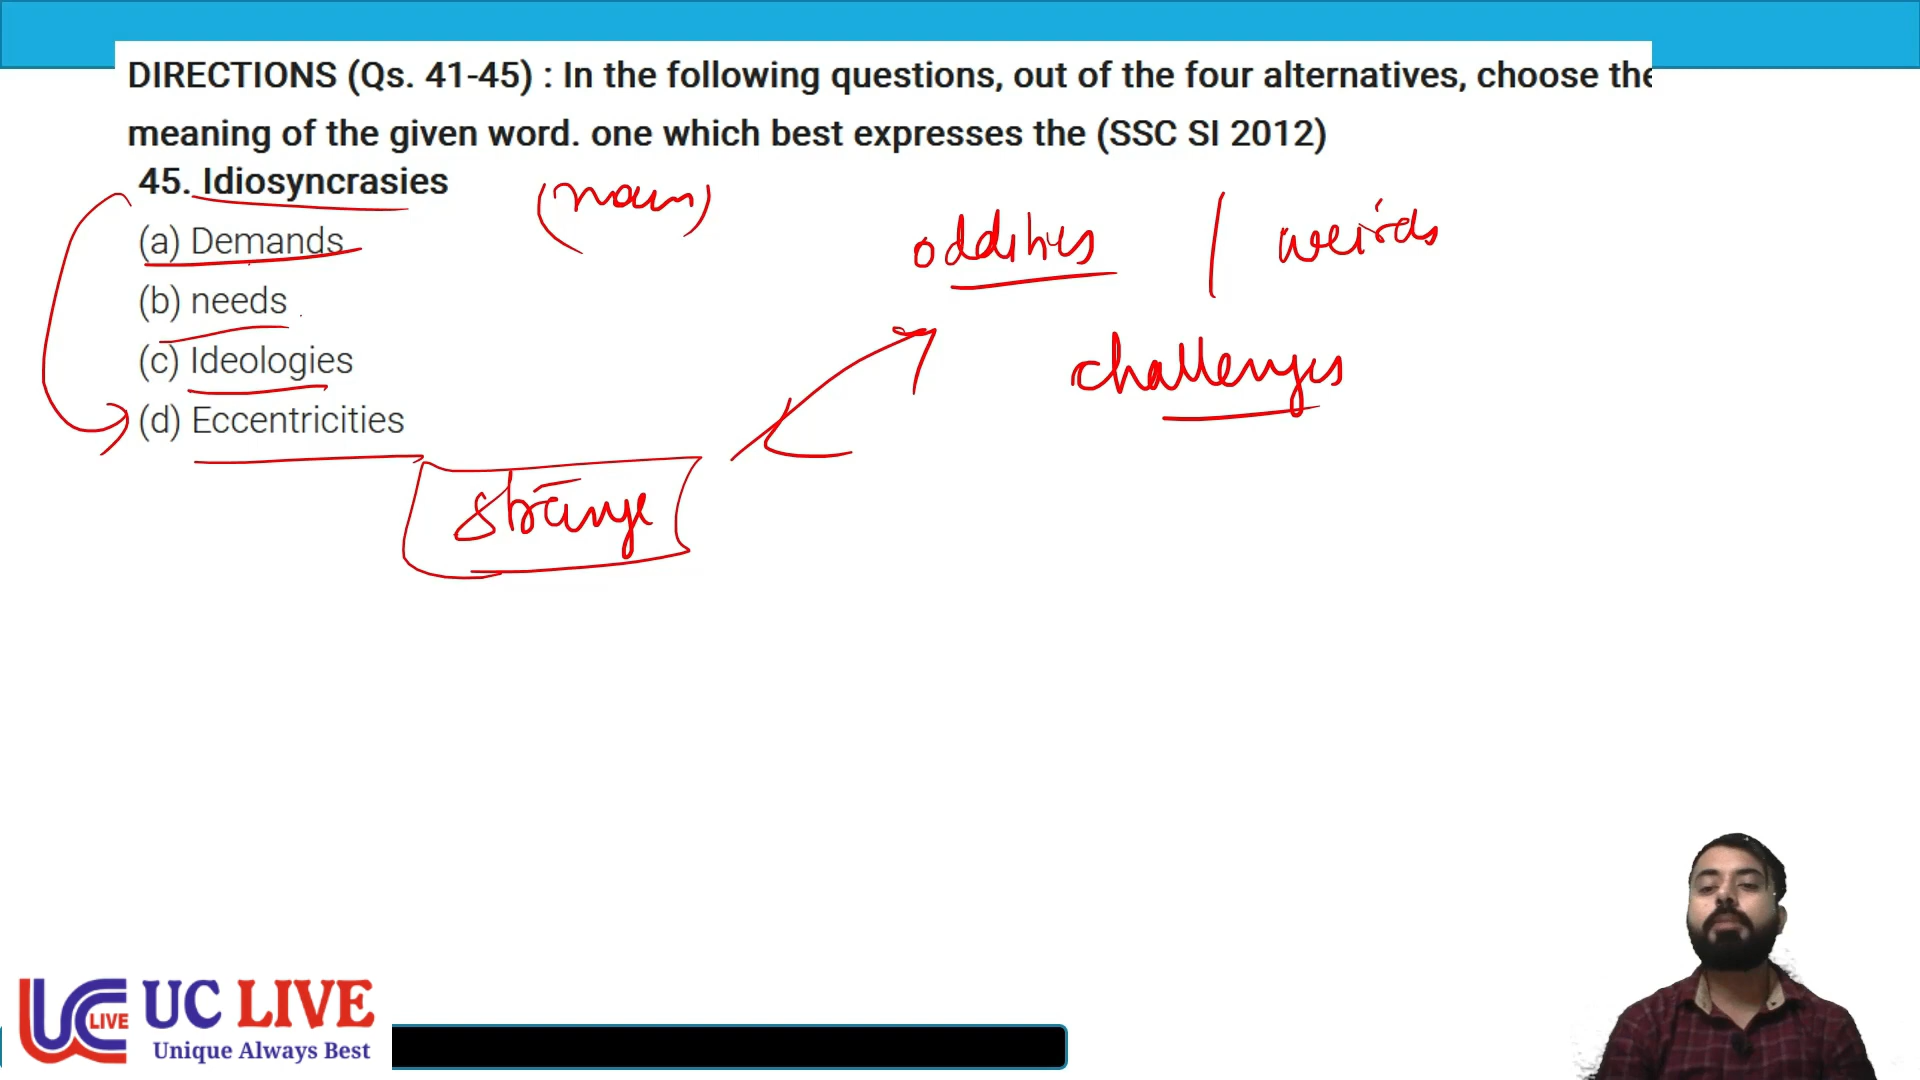 DIRECTIONS (Qs. 41-45) : In the following questions, out of the four alternatives, choose the
meaning of the given word. one which best expresses the (SSC SI 2012)
45. Idiosyncrasies
(noun)
(a) Demands
oddities | weirds
(b) needs
(c) Ideologies
challenges
(d) Eccentricities
strange
UC LIVE
LIVE
Unique Always Best